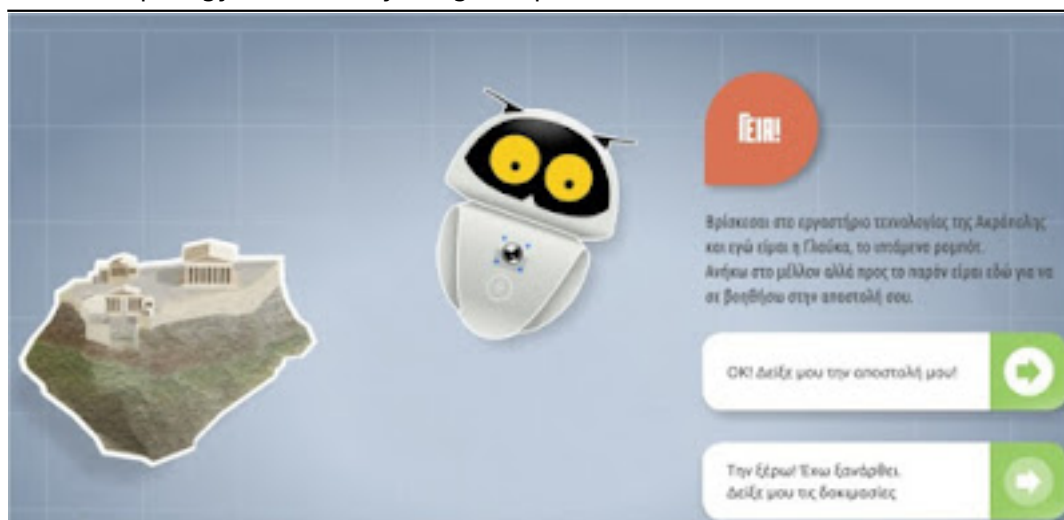 ΓΕΙΑ!
Βρίσκεσαι στο εργαστήριο τεχνολογίας της Ακρόπολης
και εγώ είμαι η Γλαύκα, το ιπτάμενο ρομπότ.
Ανήκω στο μέλλον αλλά προς το παρόν είμαι εδώ για να
σε βοηθήσω στην αποστολή σου.
ΟΚ! Δείξε μου την αποστολή μου!
Την ξέρω! Έχω ξανάρθει.
Δείξε μου τις δοκιμασίες